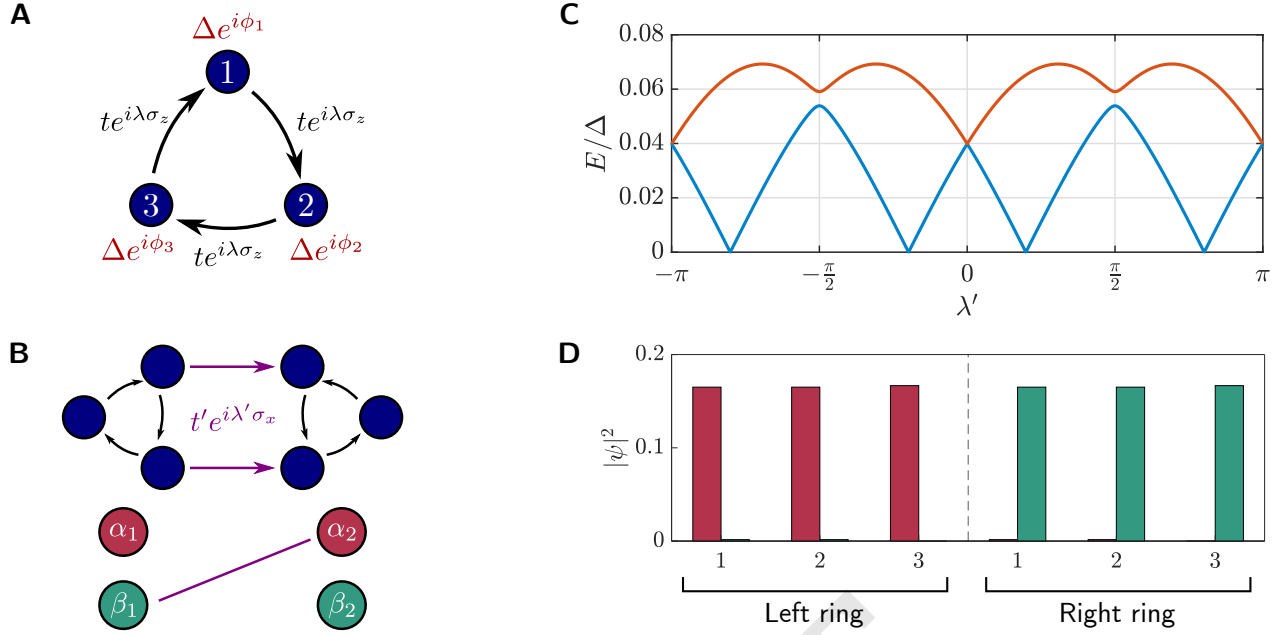 A
Δe^{iϕ_1}
1
te^{iλσ_z}
te^{iλσ_z}
3
2
Δe^{iϕ_3}
te^{iλσ_z}
Δe^{iϕ_2}
B
t′e^{iλ′σ_x}
α_1
α_2
β_1
β_2
C
E/Δ
0.08
0.06
0.04
0.02
0
−π
−π/2
0
π/2
π
λ′
D
|ψ|^2
0.2
0.1
0
1
2
3
1
2
3
Left ring
Right ring